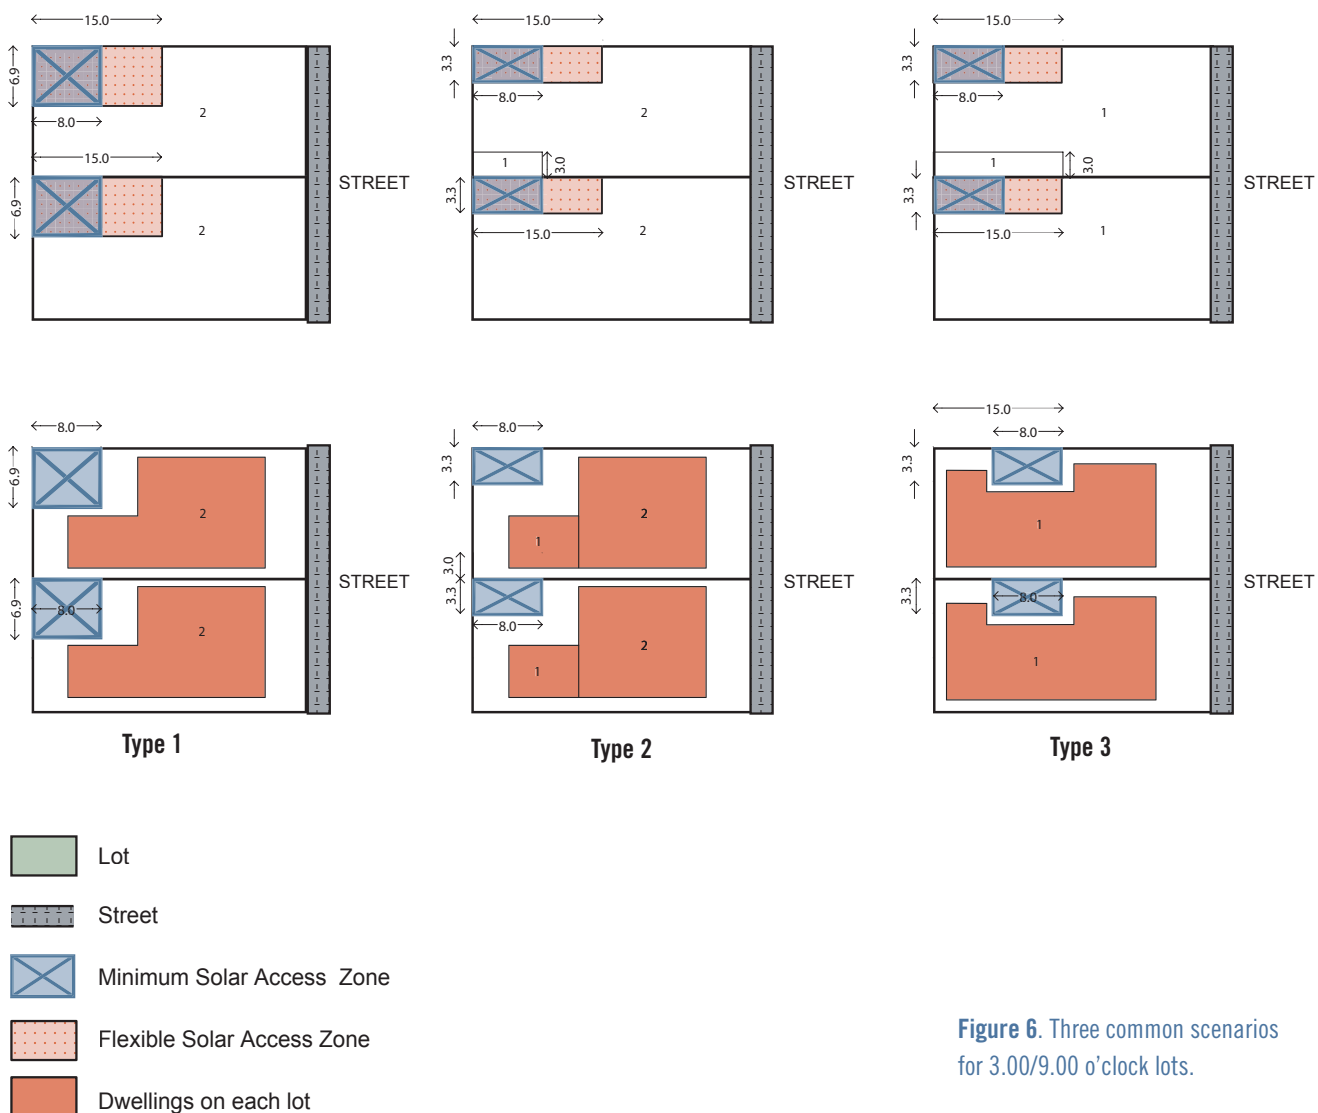 15.0
6.9
8.0
2
15.0
6.9
2
STREET
15.0
3.3
8.0
2
1
3.0
3.3
15.0
2
STREET
15.0
3.3
8.0
1
1
3.0
3.3
15.0
1
STREET
8.0
6.9
2
6.9
8.0
2
STREET
Type 1
8.0
3.3
2
1
3.0
3.3
8.0
2
1
STREET
Type 2
15.0
8.0
3.3
1
3.3
8.0
1
STREET
Type 3
Lot
Street
Minimum Solar Access Zone
Flexible Solar Access Zone
Dwellings on each lot
Figure 6. Three common scenarios
for 3.00/9.00 o’clock lots.